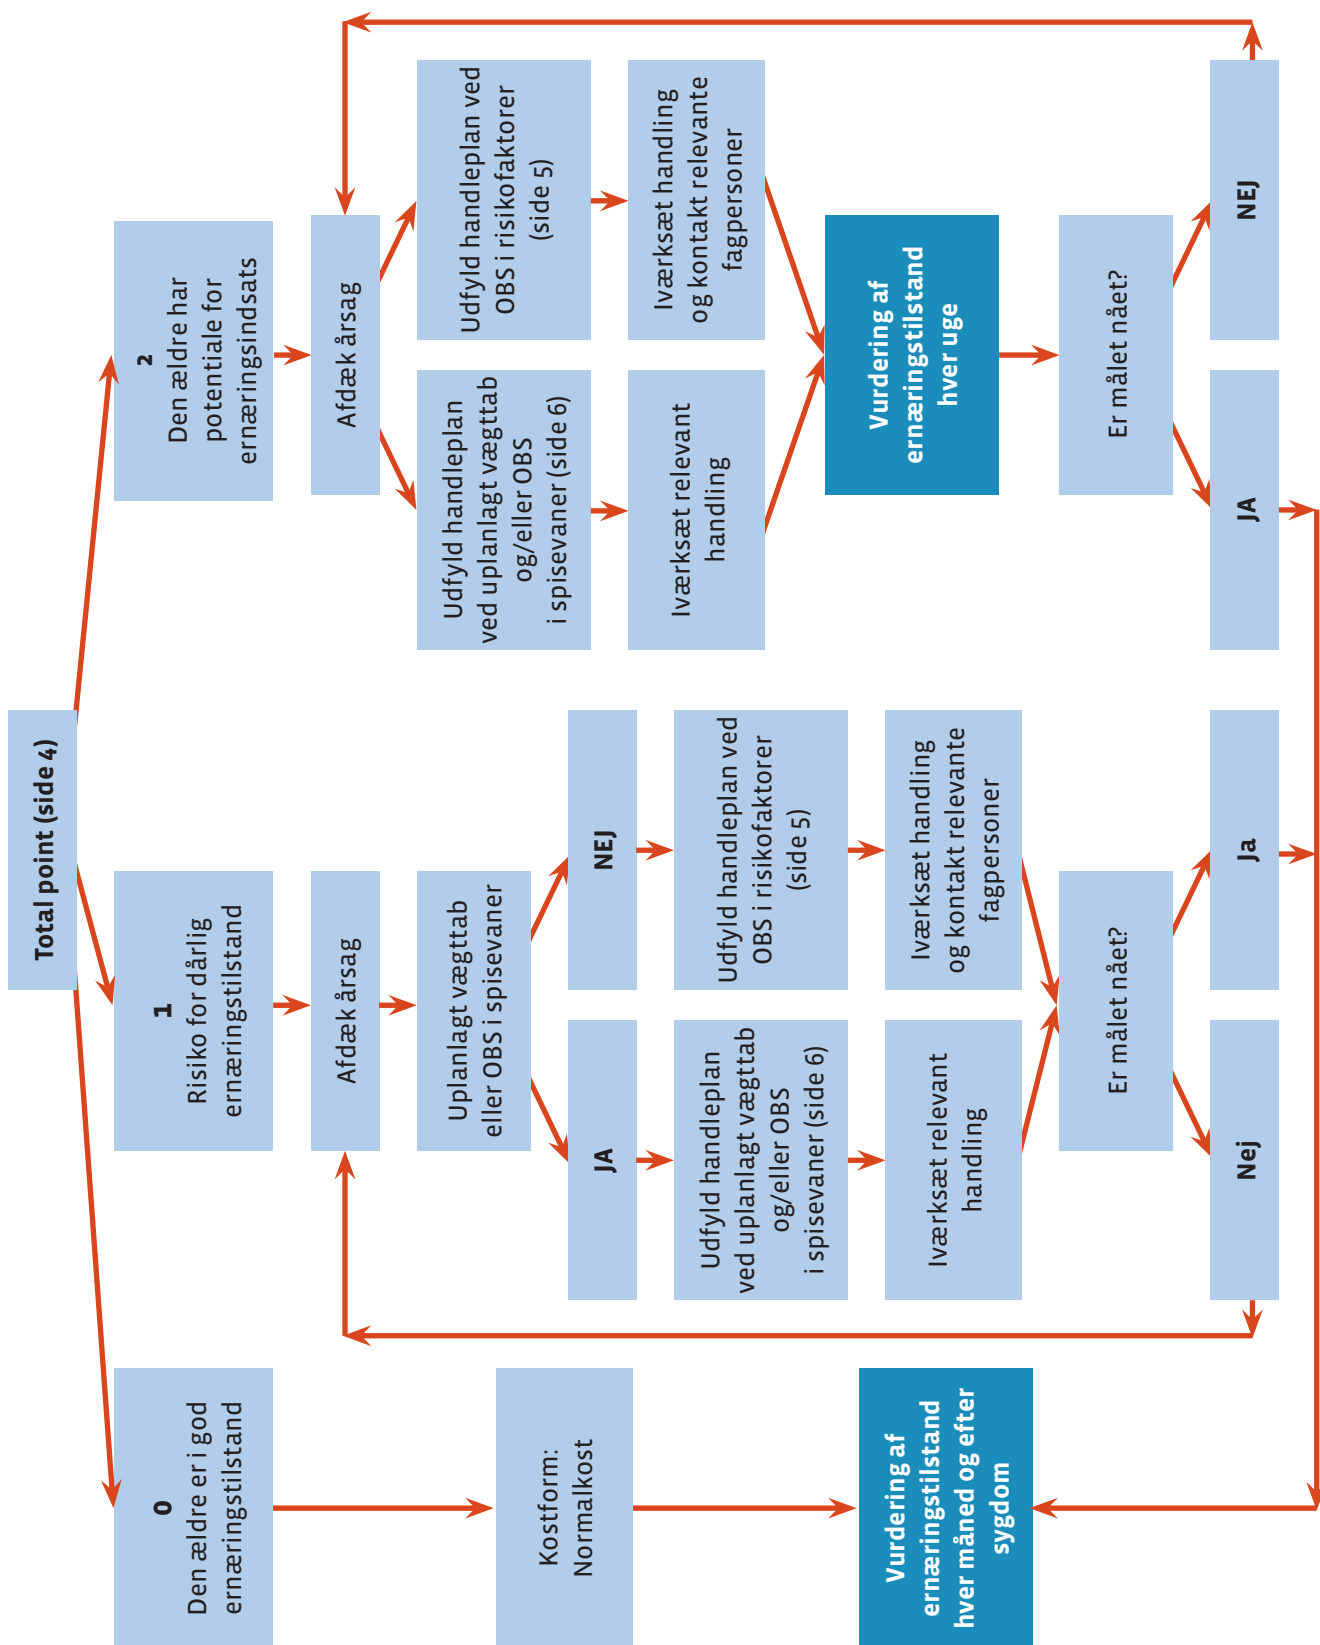 Total point (side 4)
0
Den ældre er i god
ernæringstilstand
Kostform:
Normalkost
Vurdering af
ernæringstilstand
hver måned og efter
sygdom
1
Risiko for dårlig
ernæringstilstand
Afdæk årsag
Uplanlagt vægttab
eller OBS i spisevaner
JA
Udfyld handleplan
ved uplanlagt vægttab
og/eller OBS
i spisevaner (side 6)
Iværksæt relevant
handling
NEJ
Udfyld handleplan ved
OBS i risikofaktorer
(side 5)
Iværksæt handling
og kontakt relevante
fagpersoner
Er målet nået?
Nej
Ja
2
Den ældre har
potentiale for
ernæringsindsats
Afdæk årsag
Udfyld handleplan
ved uplanlagt vægttab
og/eller OBS
i spisevaner (side 6)
Iværksæt relevant
handling
Udfyld handleplan ved
OBS i risikofaktorer
(side 5)
Iværksæt handling
og kontakt relevante
fagpersoner
Vurdering af
ernæringstilstand
hver uge
Er målet nået?
JA
NEJ